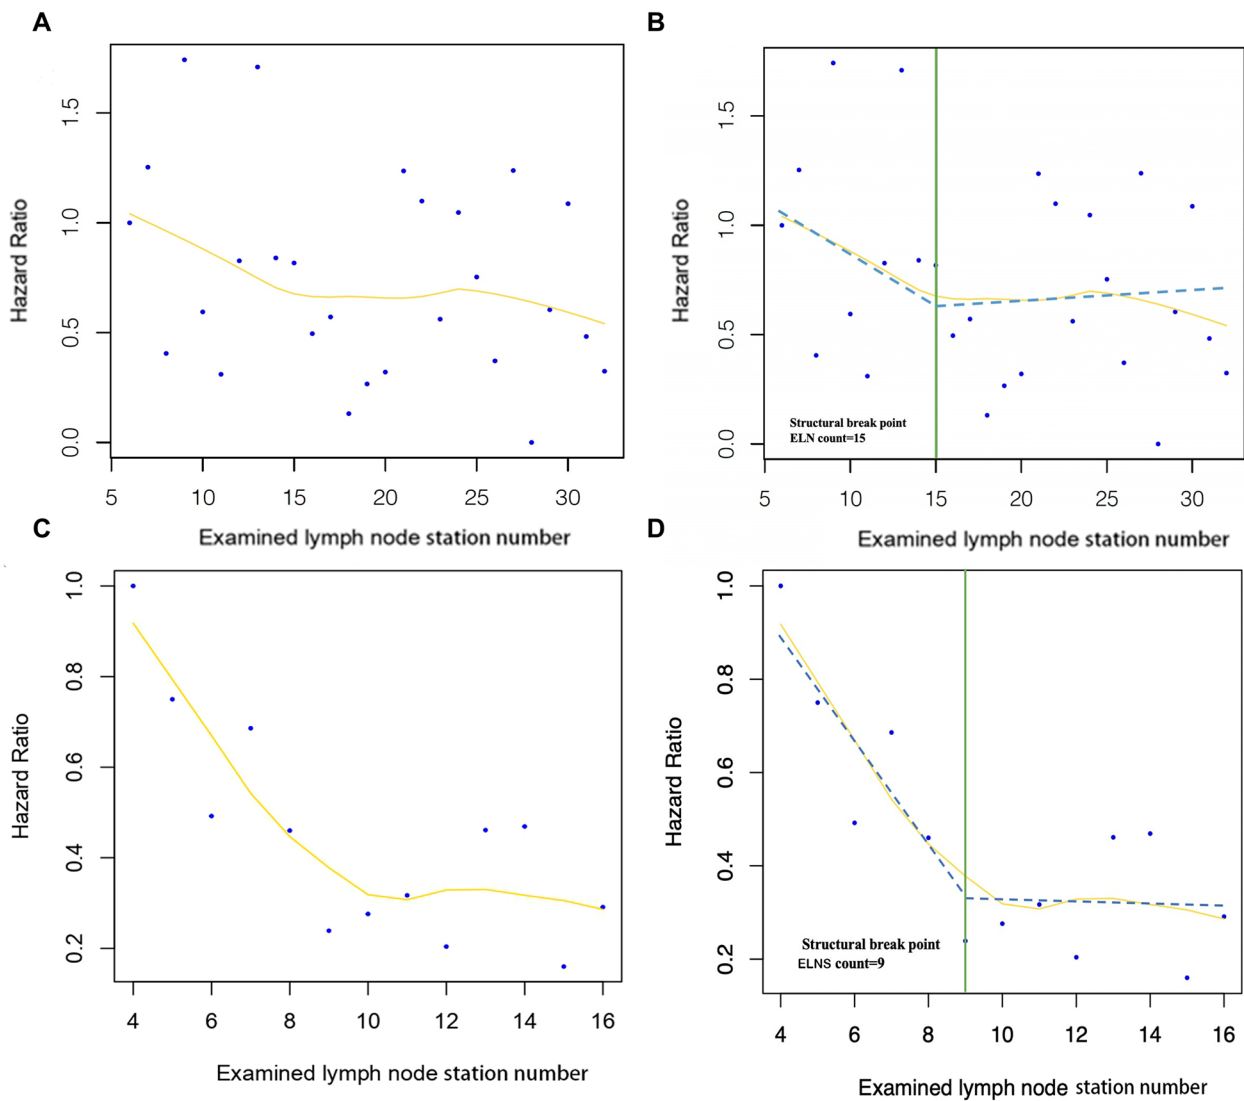 A
B
Hazard Ratio
1.5
1.0
0.5
0.0
5 10 15 20 25 30
Examined lymph node station number
Hazard Ratio
1.5
1.0
0.5
0.0
Structural break point
ELN count=15
5 10 15 20 25 30
Examined lymph node station number
C
D
Hazard Ratio
1.0
0.8
0.6
0.4
0.2
4 6 8 10 12 14 16
Examined lymph node station number
Hazard Ratio
1.0
0.8
0.6
0.4
0.2
Structural break point
ELNS count=9
4 6 8 10 12 14 16
Examined lymph node station number